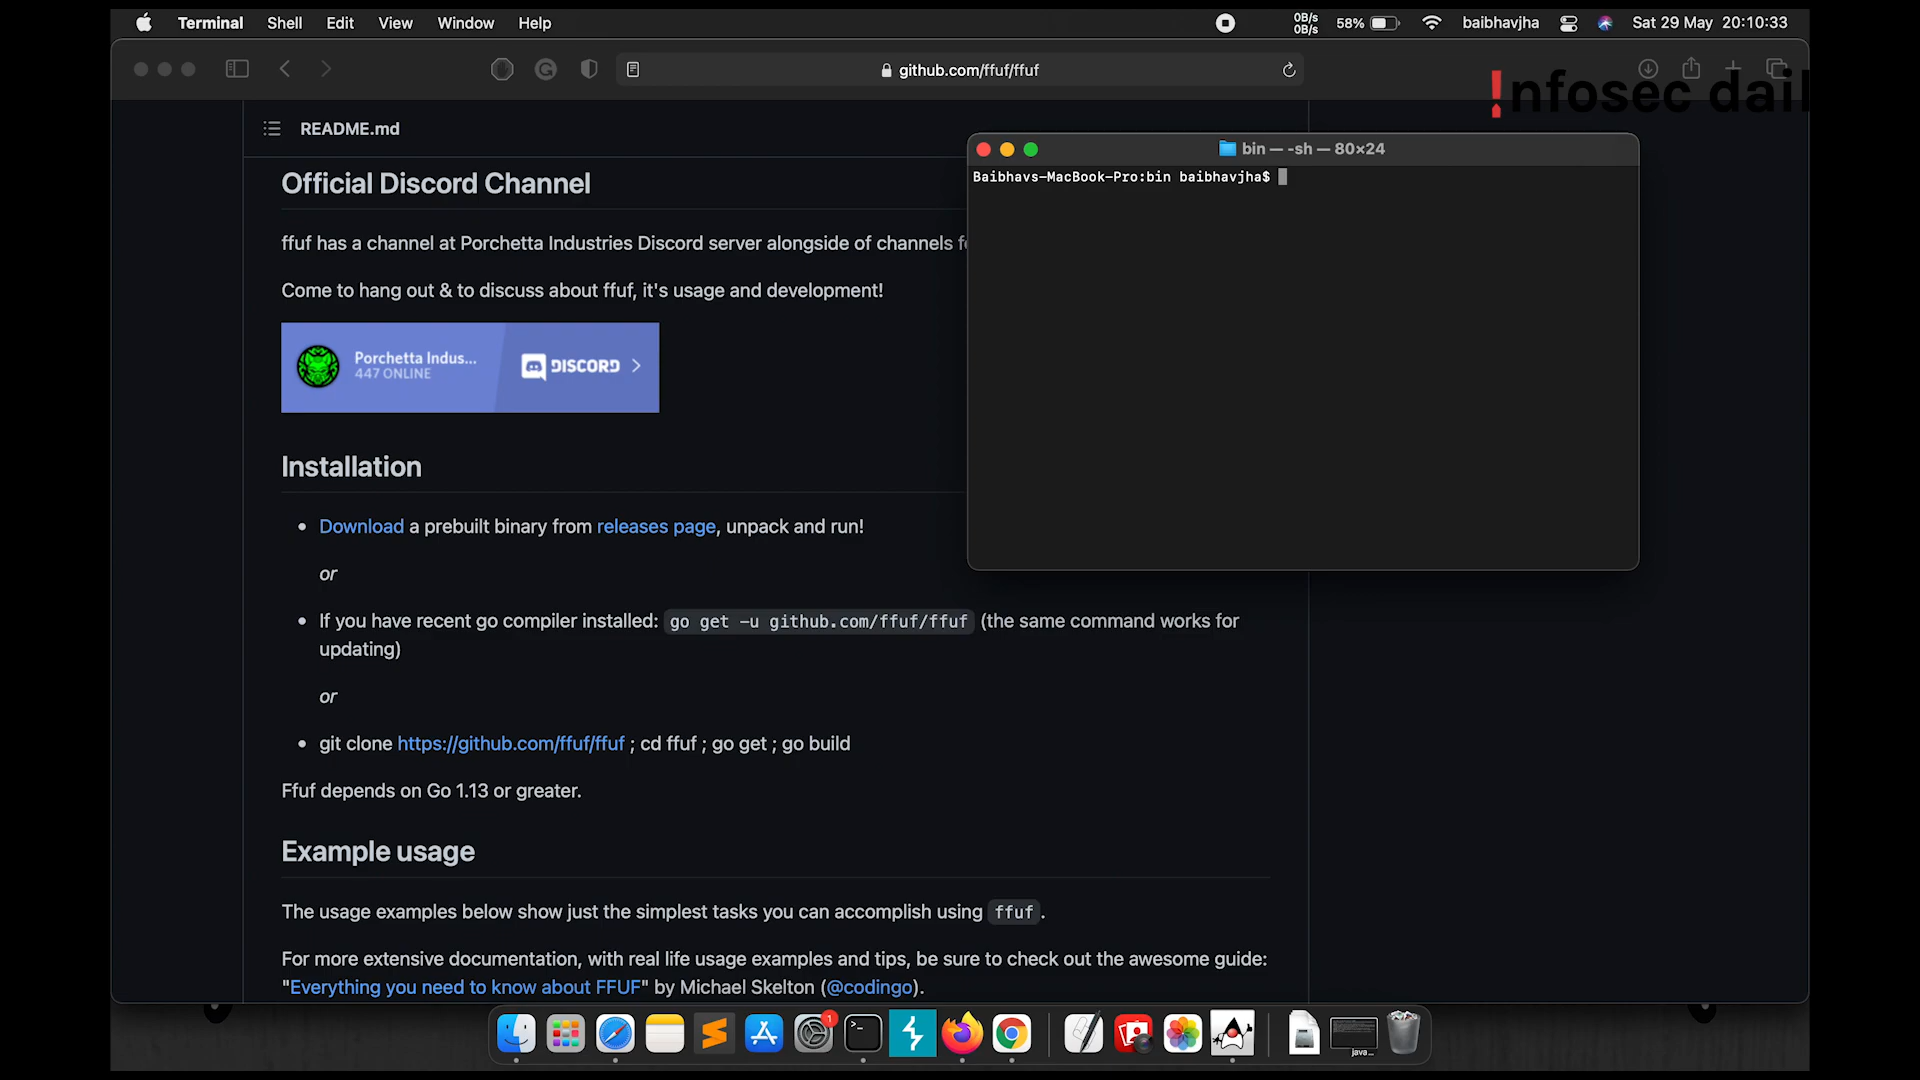 Terminal Shell Edit View Window Help 0B/s 0B/s 58% baibhavjha Sat 29 May 20:10:33
github.com/ffuf/ffuf
!nfosec dail
README.md
bin — -sh — 80×24
Baibhavs-MacBook-Pro:bin baibhavjha$
Official Discord Channel
ffuf has a channel at Porchetta Industries Discord server alongside of channels f
Come to hang out & to discuss about ffuf, it's usage and development!
Porchetta Indus...
447 ONLINE
DISCORD
Installation
• Download a prebuilt binary from releases page, unpack and run!
or
• If you have recent go compiler installed: go get -u github.com/ffuf/ffuf (the same command works for
updating)
or
• git clone https://github.com/ffuf/ffuf ; cd ffuf ; go get ; go build
Ffuf depends on Go 1.13 or greater.
Example usage
The usage examples below show just the simplest tasks you can accomplish using ffuf.
For more extensive documentation, with real life usage examples and tips, be sure to check out the awesome guide:
"Everything you need to know about FFUF" by Michael Skelton (@codingo).
1
java...